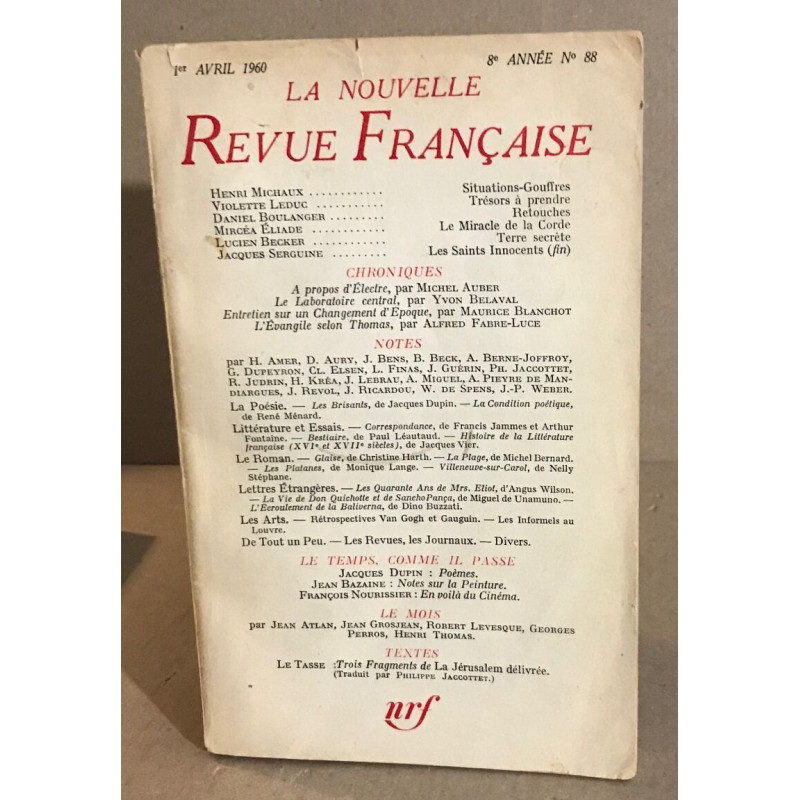 1er AVRIL 1960 8e ANNÉE No 88
LA NOUVELLE
REVUE FRANÇAISE
HENRI MICHAUX ............ Situations-Gouffres
VIOLETTE LEDUC ........... Trésors à prendre
DANIEL BOULANGER ......... Retouches
MIRCÉA ÉLIADE ............ Le Miracle de la Corde
LUCIEN BECKER ............ Terre secrète
JACQUES SERGUINE ......... Les Saints Innocents (fin)
CHRONIQUES
A propos d'Électre, par MICHEL AUBER
Le Laboratoire central, par YVON BELAVAL
Entretien sur un Changement d'Époque, par MAURICE BLANCHOT
L'Évangile selon Thomas, par ALFRED FABRE-LUCE
NOTES
par H. AMER, D. AURY, J. BENS, B. BECK, A. BERNE-JOFFROY,
G. DUPEYRON, CL. ELSEN, L. FINAS, J. GUÉRIN, PH. JACCOTTET,
R. JUDRIN, H. KRÉA, J. LEBRAU, A. MIGUEL, A. PIEYRE DE MAN-
DIARGUES, J. REVOL, J. RICARDOU, W. DE SPENS, J.-P. WEBER.
La Poésie. — Les Brisants, de Jacques Dupin. — La Condition poétique,
de René Ménard.
Littérature et Essais. — Correspondance, de Francis Jammes et Arthur
Fontaine. — Bestiaire, de Paul Léautaud. — Histoire de la Littérature
française (XVIe et XVIIe siècles), de Jacques Vier.
Le Roman. — Glaise, de Christine Harth. — La Plage, de Michel Bernard.
— Les Platanes, de Monique Lange. — Villeneuve-sur-Carol, de Nelly
Stéphane.
Lettres Étrangères. — Les Quarante Ans de Mrs. Eliot, d'Angus Wilson.
— La Vie de Don Quichotte et de Sancho Pança, de Miguel de Unamuno. —
L'Écroulement de la Baliverna, de Dino Buzzati.
Les Arts. — Rétrospectives Van Gogh et Gauguin. — Les Informels au
Louvre.
De Tout un Peu. — Les Revues, les Journaux. — Divers.
LE TEMPS, COMME IL PASSE
JACQUES DUPIN : Poèmes.
JEAN BAZAINE : Notes sur la Peinture.
FRANÇOIS NOURISSIER : En voilà du Cinéma.
LE MOIS
par JEAN ATLAN, JEAN GROSJEAN, ROBERT LEVESQUE, GEORGES
PERROS, HENRI THOMAS.
TEXTES
LE TASSE : Trois Fragments de La Jérusalem délivrée.
(Traduit par PHILIPPE JACCOTTET.)
nrf